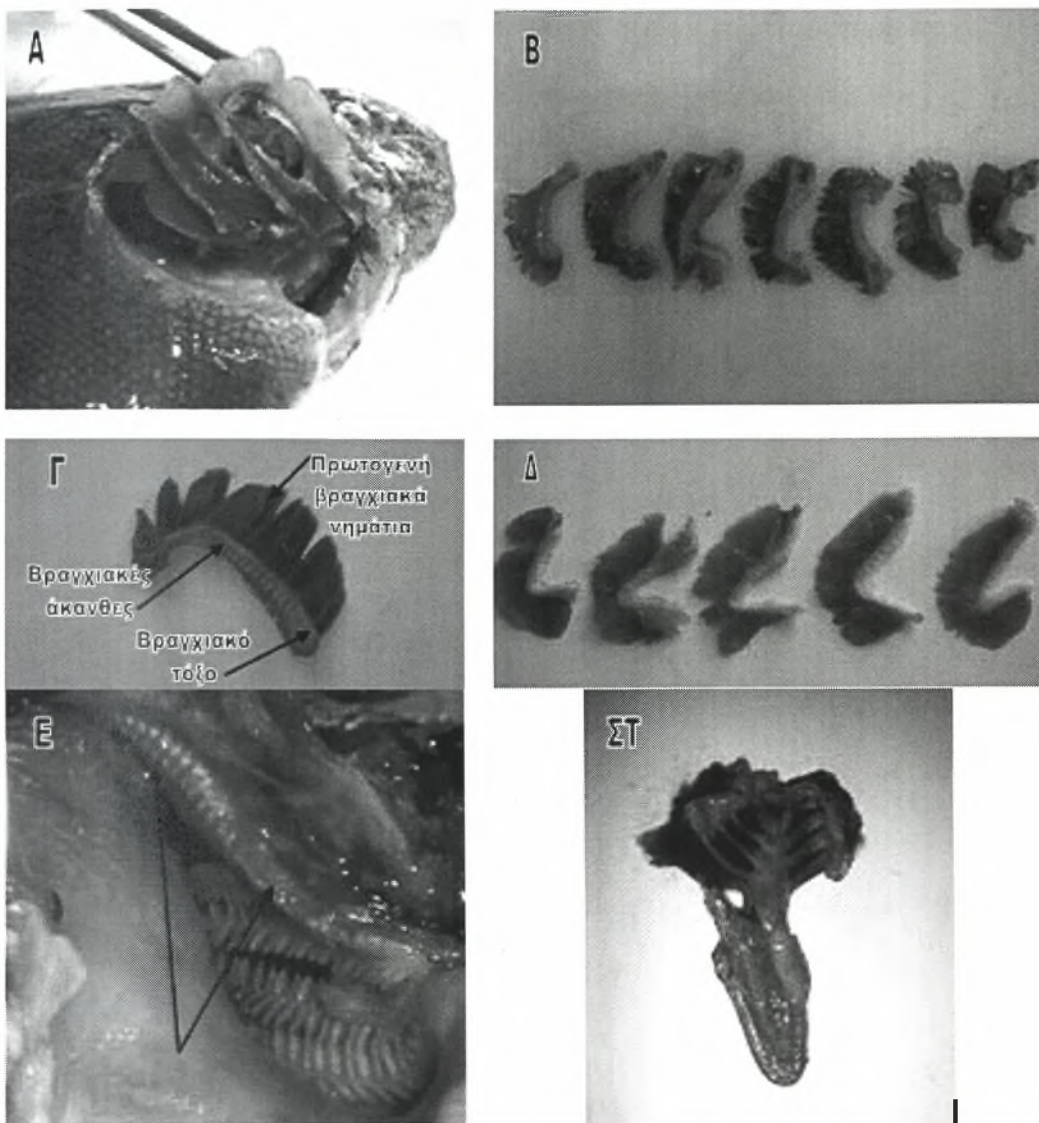 Α
Β
Γ
Πρωτογενή
βραγχιακά
νημάτια
Βραγχιακές
άκανθες
Βραγχιακό
τόξο
Δ
Ε
ΣΤ